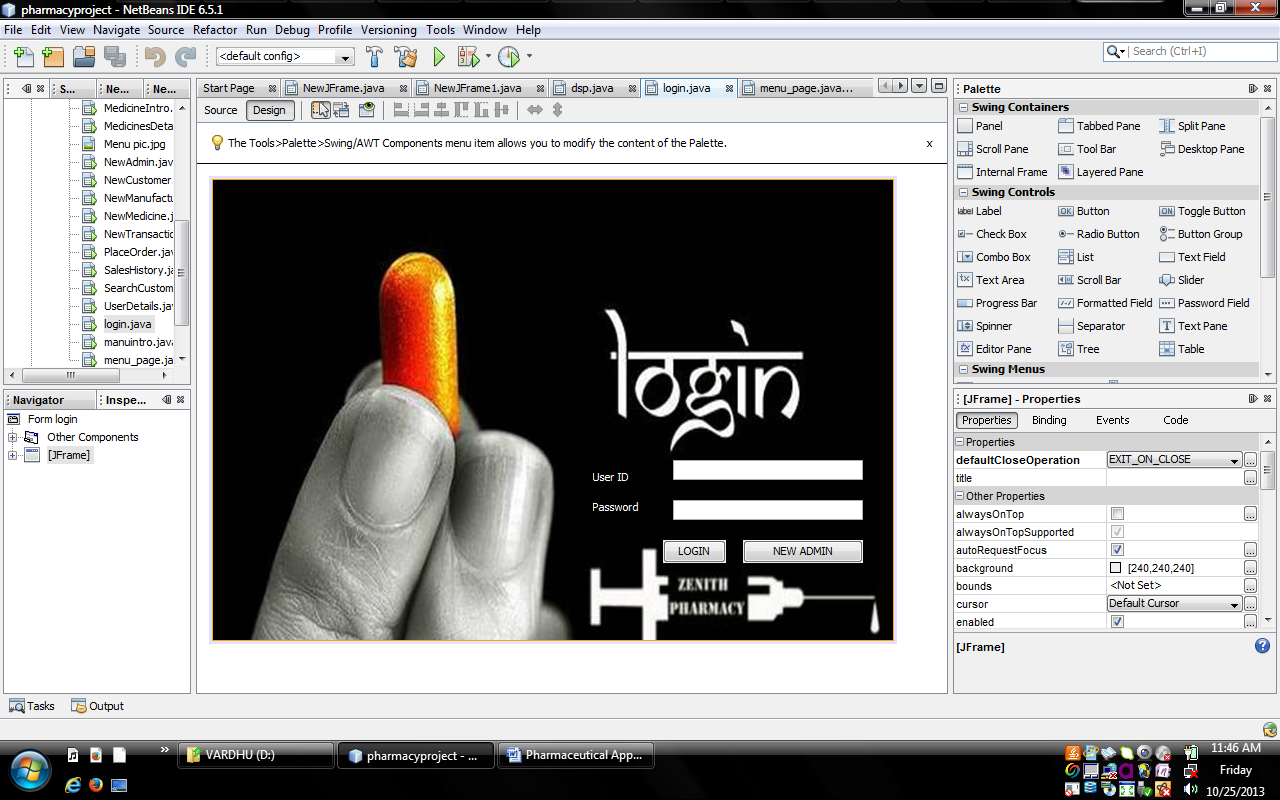 pharmacyproject - NetBeans IDE 6.5.1
File Edit View Navigate Source Refactor Run Debug Profile Versioning Tools Window Help
<default config>
Search (Ctrl+I)
S... Ne... Ne...
MedicineIntro.
MedicinesDeta
Menu pic.jpg
NewAdmin.jav
NewCustomer.
NewManufactu
NewMedicine.j
NewTransactio
PlaceOrder.jav
SalesHistory.j
SearchCustom
UserDetails.jav
login.java
manuintro.java
menu_page.ja
Navigator Inspe...
Form login
Other Components
[JFrame]
Start Page NewJFrame.java NewJFrame1.java dsp.java login.java menu_page.java...
Source Design
The Tools>Palette>Swing/AWT Components menu item allows you to modify the content of the Palette. x
login
User ID
Password
LOGIN NEW ADMIN
ZENITH
PHARMACY
Palette
Swing Containers
Panel Tabbed Pane Split Pane
Scroll Pane Tool Bar Desktop Pane
Internal Frame Layered Pane
Swing Controls
label Label OK Button ON Toggle Button
Check Box Radio Button Button Group
Combo Box List Text Field
Text Area Scroll Bar Slider
Progress Bar Formatted Field Password Field
Spinner Separator Text Pane
Editor Pane Tree Table
Swing Menus
[JFrame] - Properties
Properties Binding Events Code
Properties
defaultCloseOperation EXIT_ON_CLOSE
title
Other Properties
alwaysOnTop
alwaysOnTopSupported
autoRequestFocus
background [240,240,240]
bounds <Not Set>
cursor Default Cursor
enabled
[JFrame]
Tasks Output
VARDHU (D:) pharmacyproject - ... Pharmaceutical App...
11:46 AM
Friday
10/25/2013